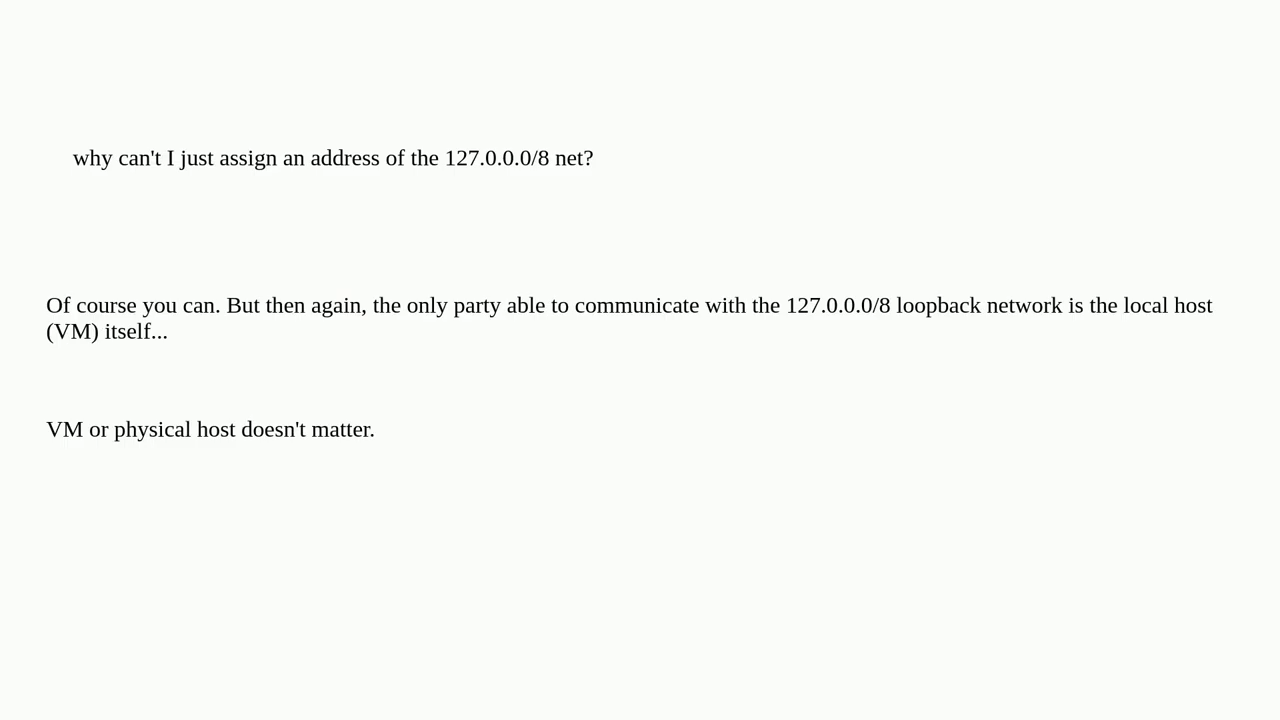 why can't I just assign an address of the 127.0.0.0/8 net?
Of course you can. But then again, the only party able to communicate with the 127.0.0.0/8 loopback network is the local host
(VM) itself...
VM or physical host doesn't matter.